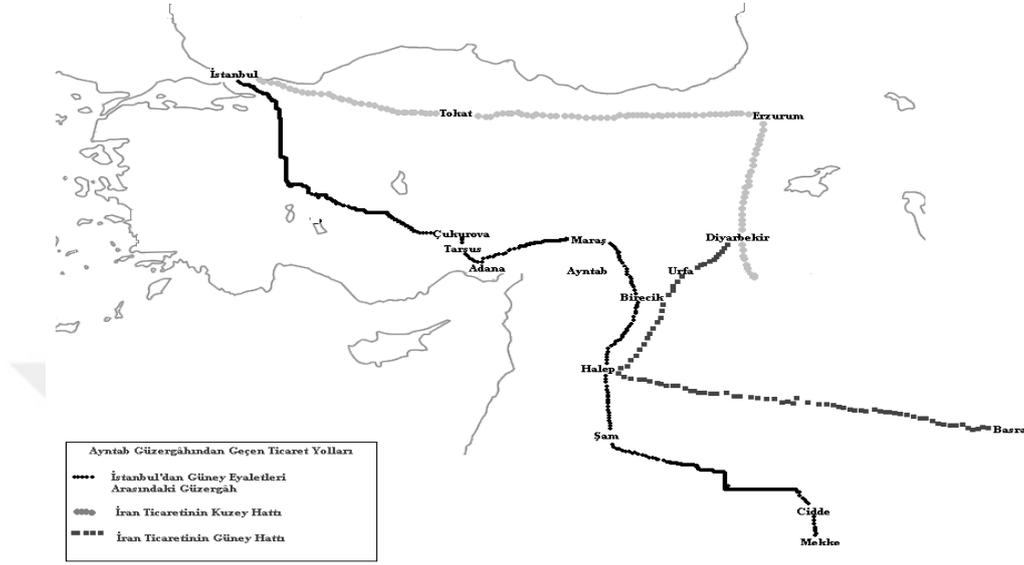 İstanbul
Tokat
Erzurum
Çukurova
Tarsus
Adana
Maraş
Diyarbekir
Ayntab
Urfa
Birecik
Halep
Basra
Şam
Cidde
Mekke
Ayntab Güzergâhından Geçen Ticaret Yolları
İstanbul'dan Güney Eyaletleri
Arasındaki Güzergâh
İran Ticaretinin Kuzey Hattı
İran Ticaretinin Güney Hattı